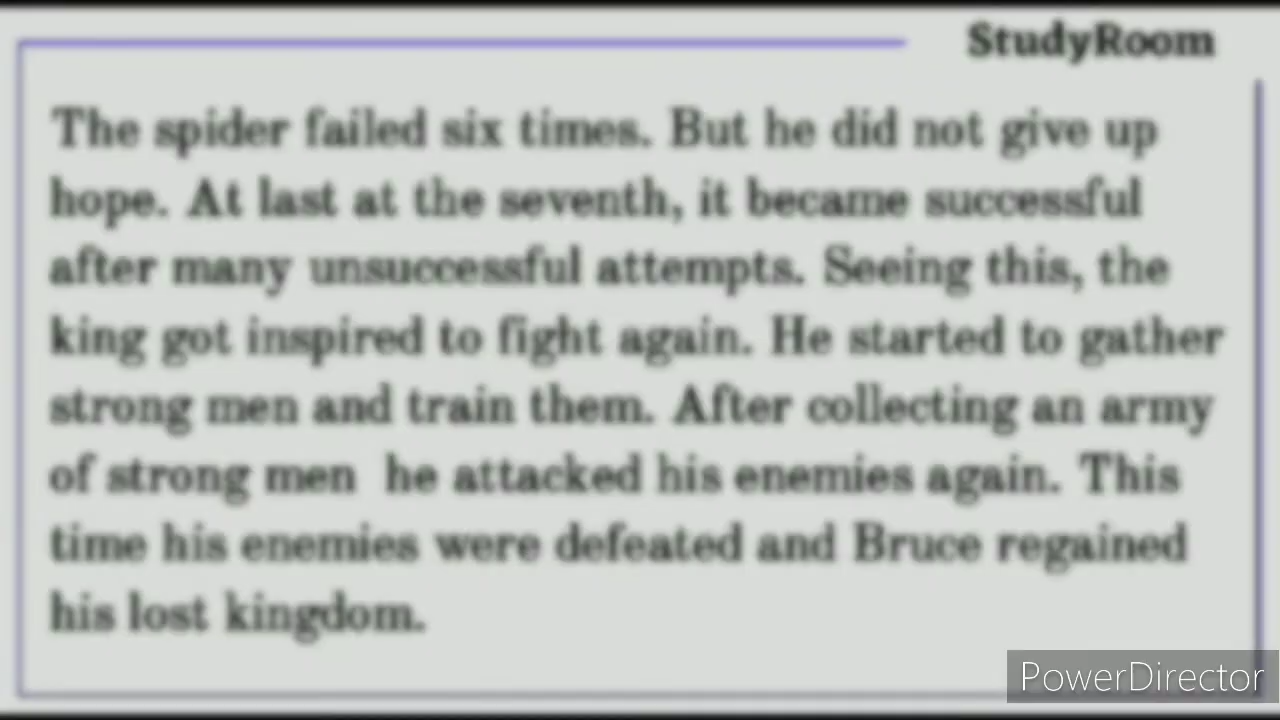 StudyRoom
The spider failed six times. But he did not give up
hope. At last at the seventh, it became successful
after many unsuccessful attempts. Seeing this, the
king got inspired to fight again. He started to gather
strong men and train them. After collecting an army
of strong men he attacked his enemies again. This
time his enemies were defeated and Bruce regained
his lost kingdom.
PowerDirector